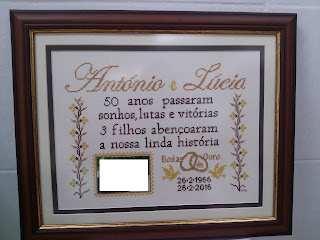 António e Lúcia
50 anos passaram
sonhos, lutas e vitórias
3 filhos abençoaram
a nossa linda história
Bodas Ouro
26·2·1966
26·2·2016